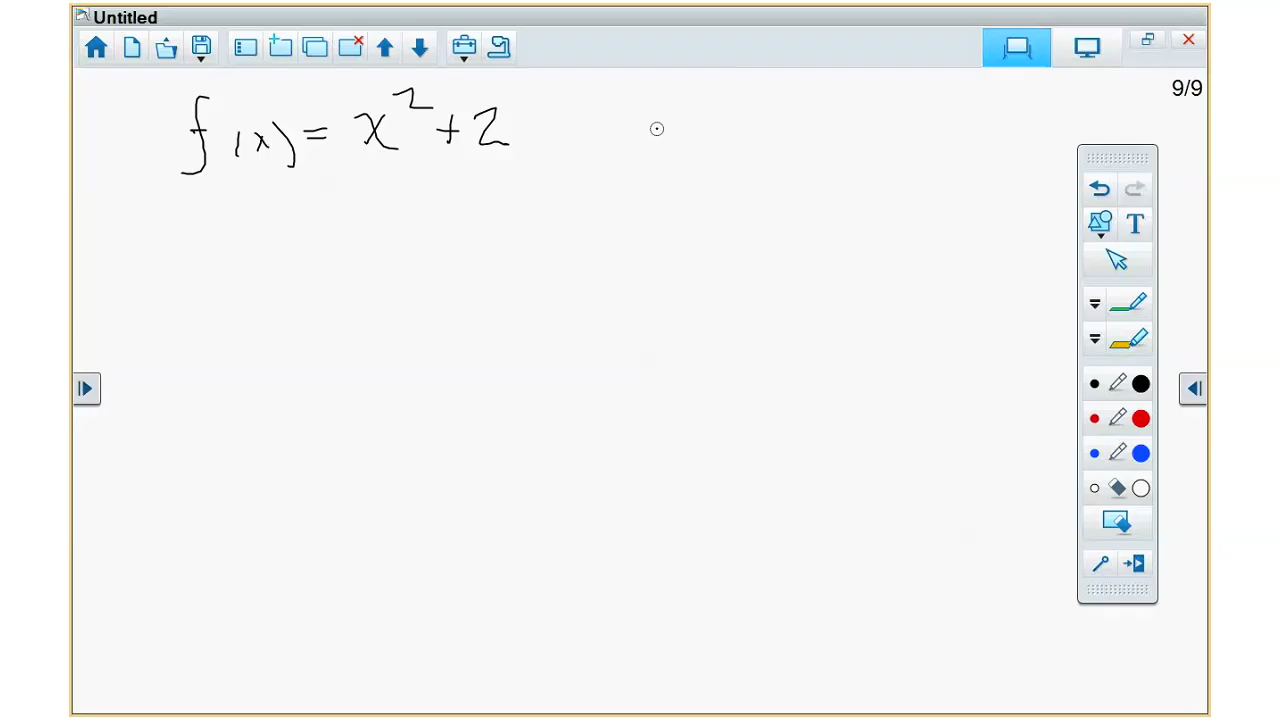 Untitled
9/9
f(x) = x² + 2
T